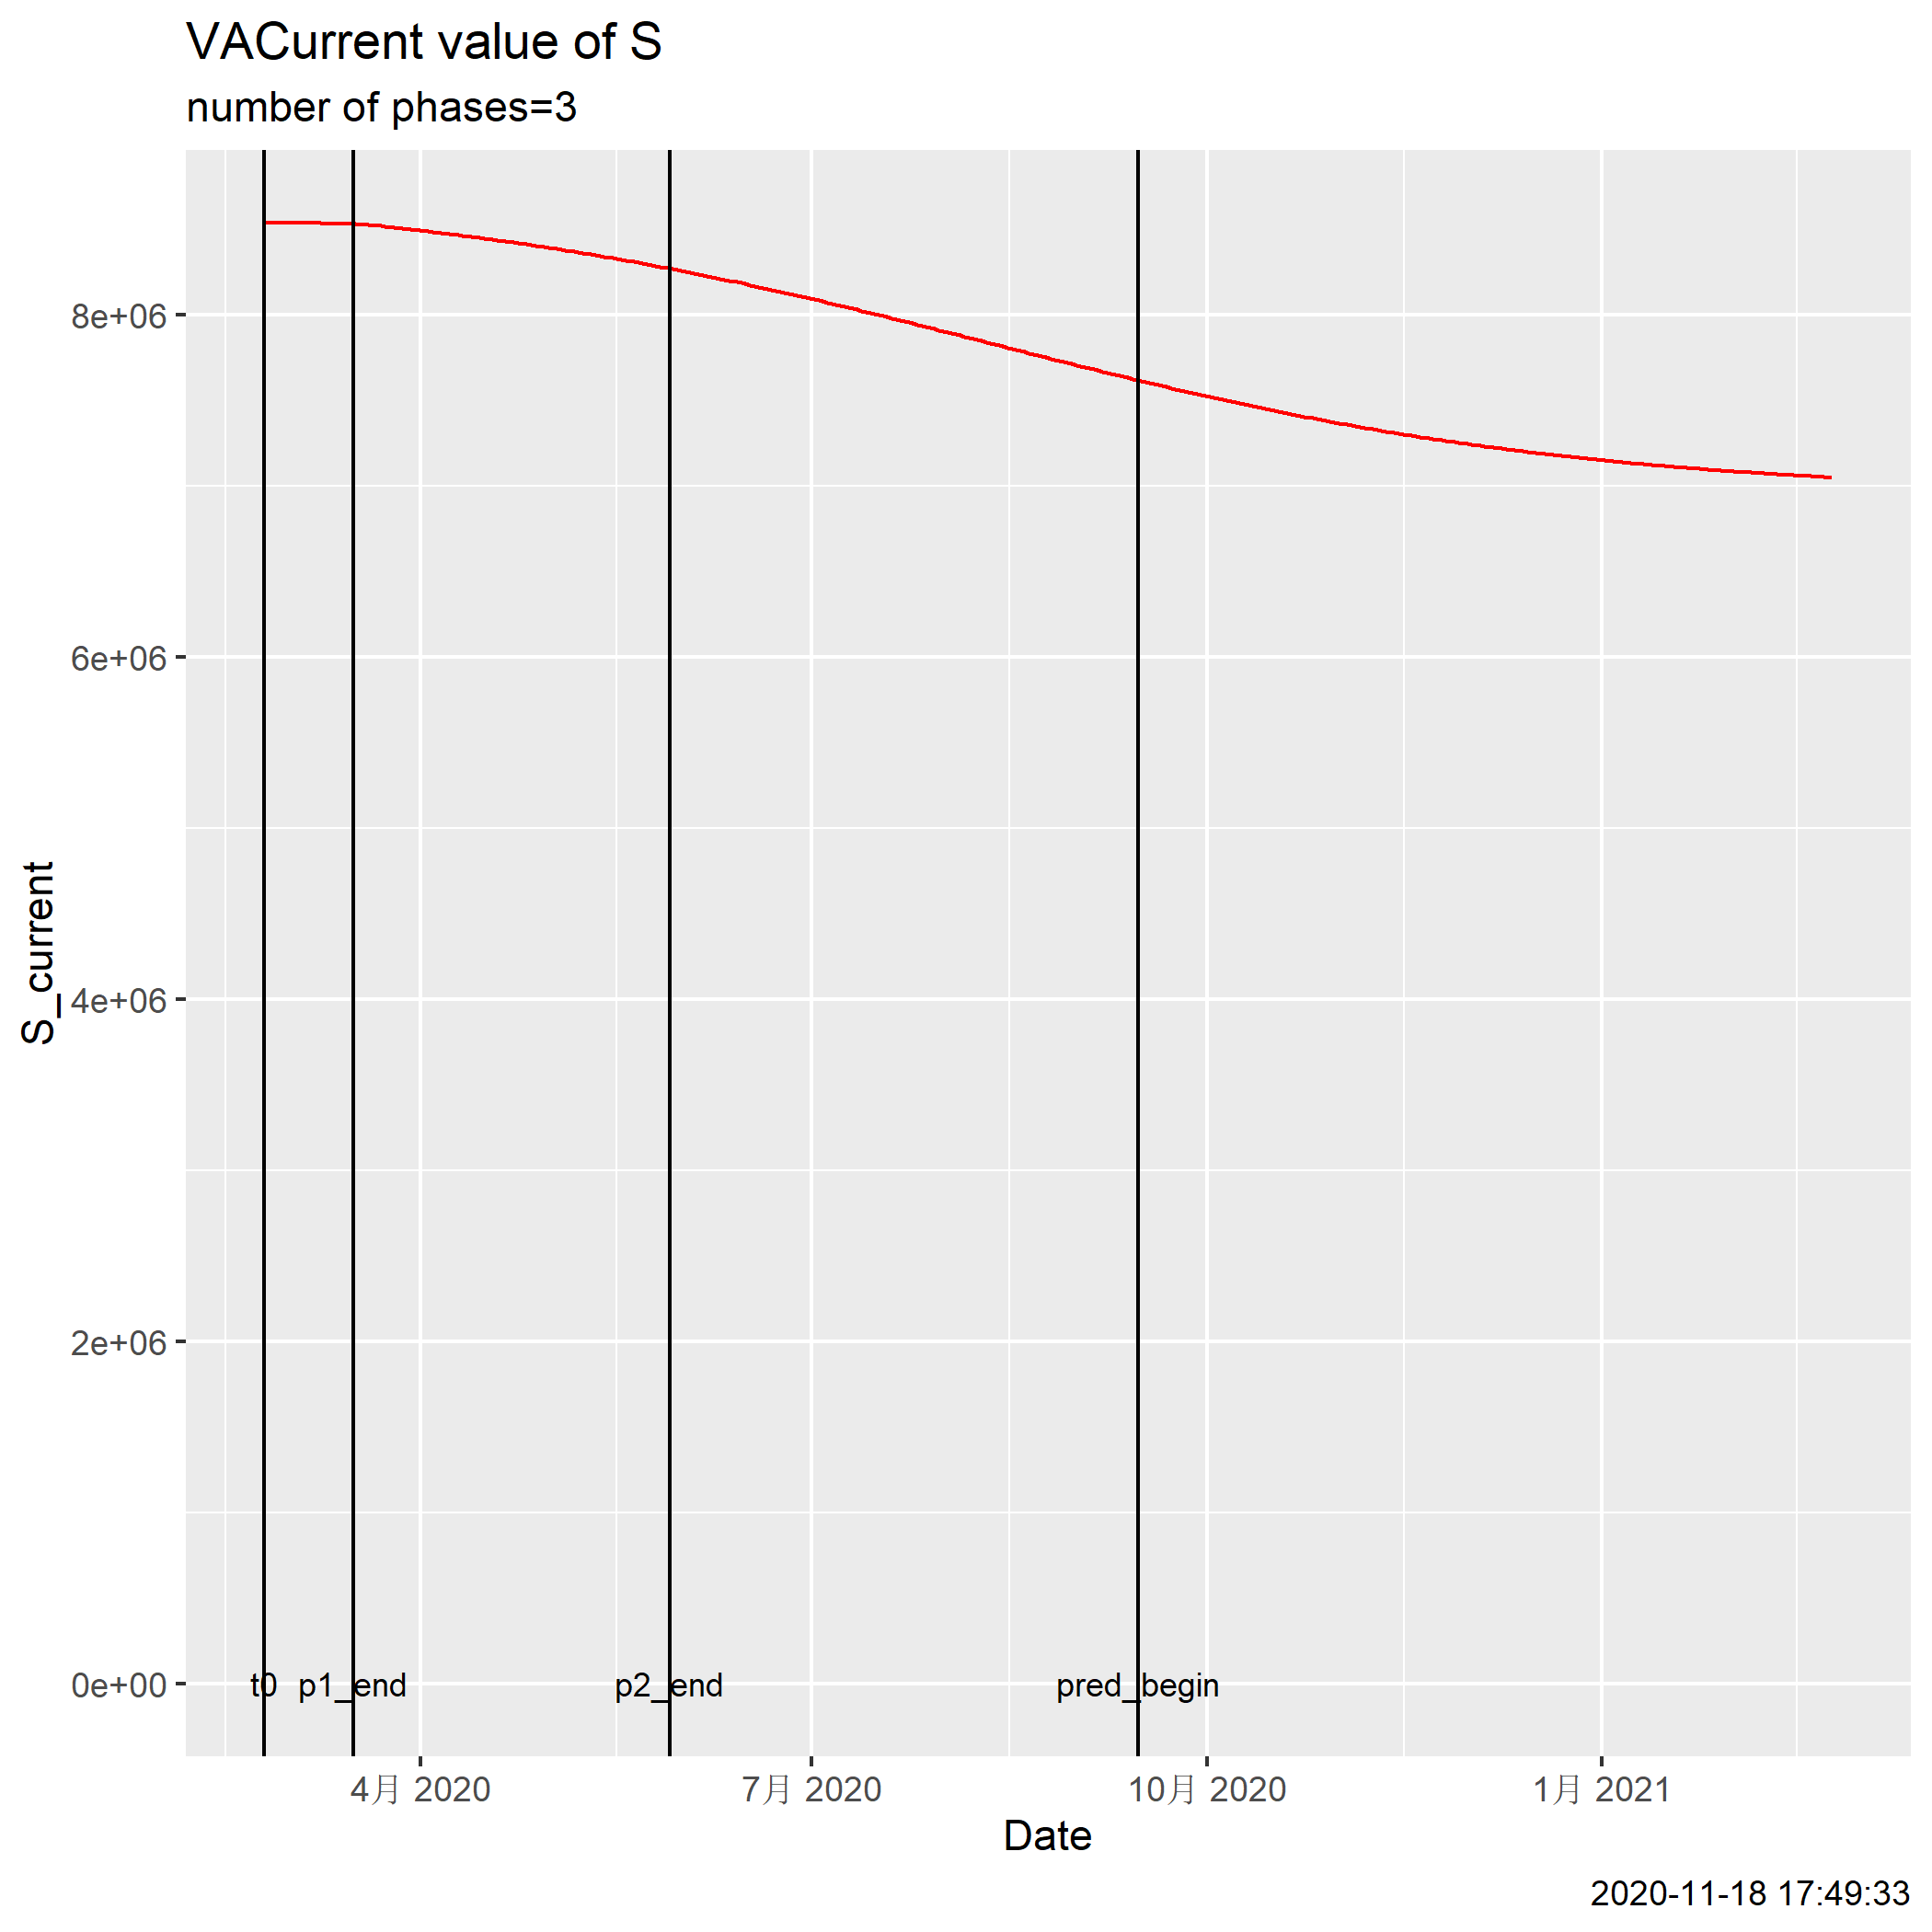 VACurrent value of S
number of phases=3
S_current
8e+06
6e+06
4e+06
2e+06
0e+00
t0 p1_end p2_end pred_begin
4月 2020 7月 2020 10月 2020 1月 2021
Date
2020-11-18 17:49:33